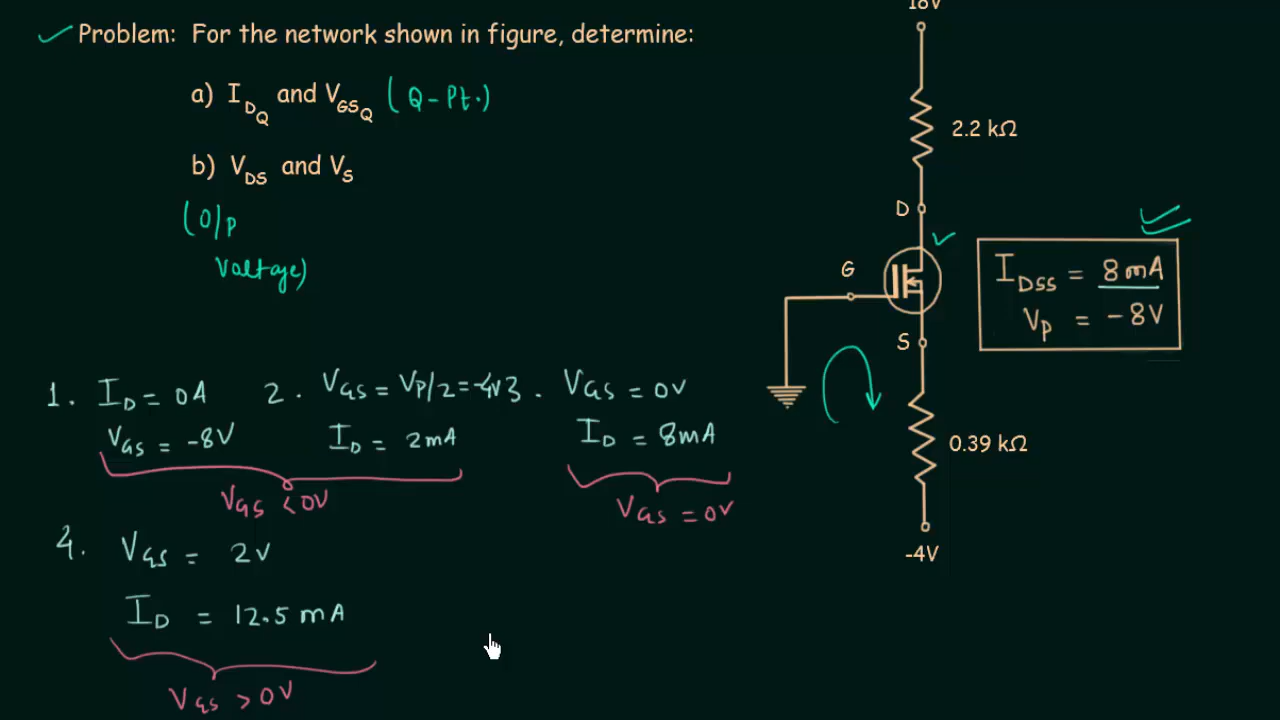 Problem: For the network shown in figure, determine:
a) I_DQ and V_GSQ (Q-Pt.)
b) V_DS and V_S
(O/P
Voltage)
18V
2.2 kΩ
D
G
S
I_DSS = 8mA
V_P = -8V
0.39 kΩ
-4V
1. I_D = 0A
V_GS = -8V
2. V_GS = V_P/2 = -4V
I_D = 2mA
V_GS < 0V
3. V_GS = 0V
I_D = 8mA
V_GS = 0V
4. V_GS = 2V
I_D = 12.5 mA
V_GS > 0V